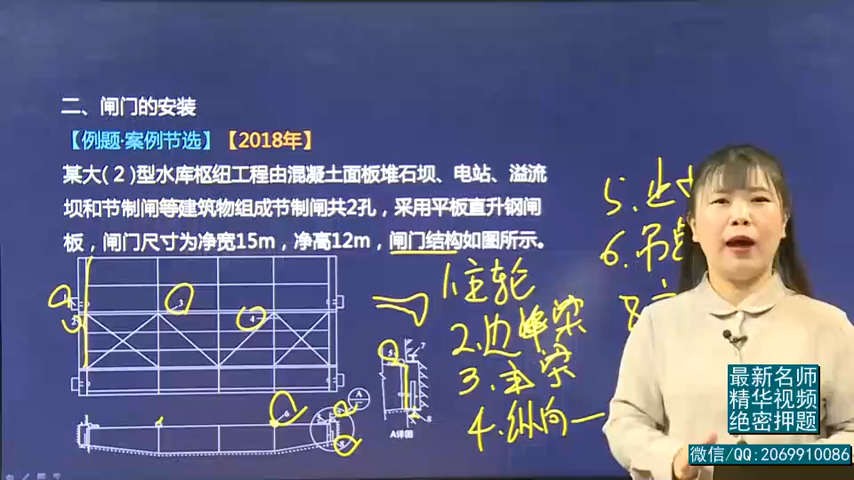 二、闸门的安装
【例题·案例节选】【2018年】
某大(2)型水库枢纽工程由混凝土面板堆石坝、电站、溢流
坝和节制闸等建筑物组成节制闸共2孔，采用平板直升钢闸
板，闸门尺寸为净宽15m，净高12m，闸门结构如图所示。
1.主轮
2.边梁
3.主梁
4.纵向一
5.止
6.吊
8.
A
A详图
最新名师
精华视频
绝密押题
微信/QQ:2069910086